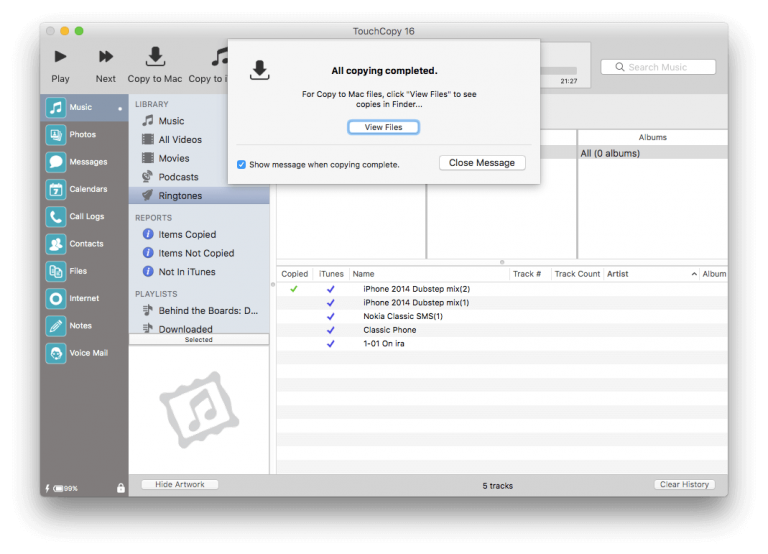 TouchCopy 16
Play
Next
Copy to Mac
Copy to i
21:27
Search Music
All copying completed.
For Copy to Mac files, click "View Files" to see
copies in Finder...
View Files
Show message when copying complete.
Close Message
Music
Photos
Messages
Calendars
7
Call Logs
Contacts
Files
Internet
Notes
Voice Mail
99%
LIBRARY
Music
All Videos
Movies
Podcasts
Ringtones
REPORTS
Items Copied
Items Not Copied
Not In iTunes
PLAYLISTS
Behind the Boards: D...
Downloaded
Selected
Hide Artwork
Albums
All (0 albums)
Copied iTunes Name Track # Track Count Artist Album
iPhone 2014 Dubstep mix(2)
iPhone 2014 Dubstep mix(1)
Nokia Classic SMS(1)
Classic Phone
1-01 On ira
5 tracks
Clear History